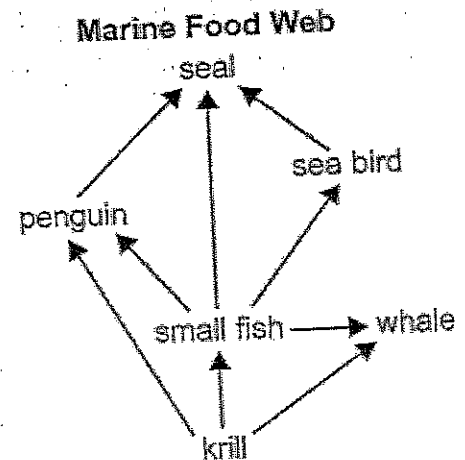 Marine Food Web
seal
sea bird
penguin
small fish
whale
krill